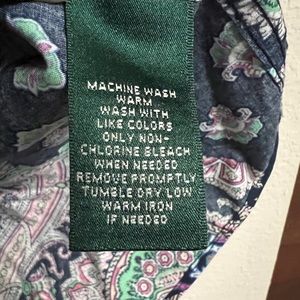 MACHINE WASH
WARM
WASH WITH
LIKE COLORS
ONLY NON-
CHLORINE BLEACH
WHEN NEEDED
REMOVE PROMPTLY
TUMBLE DRY LOW
WARM IRON
IF NEEDED